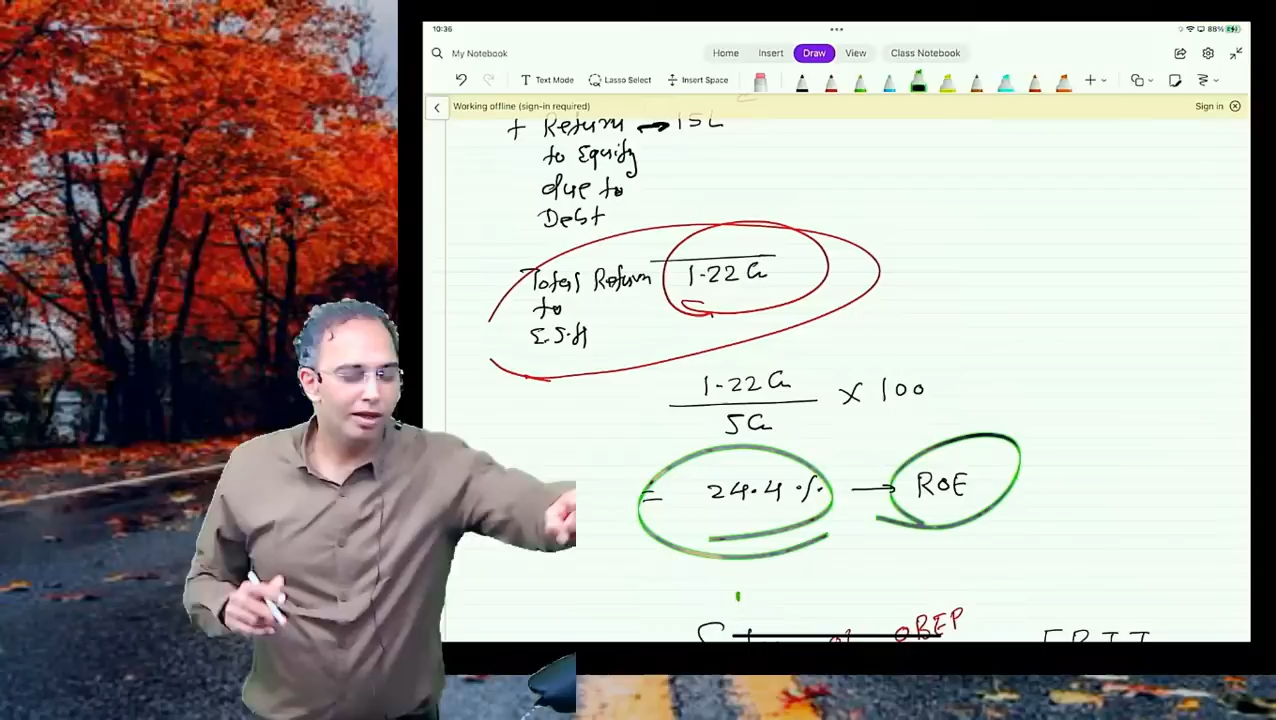 10:36
88%
My Notebook
Home Insert Draw View Class Notebook
Text Mode Lasso Select Insert Space
Working offline (sign-in required) Sign in
+ Return → 15L
to Equity
due to
Debt
Total Return 1.22 Cr
to
E.S.H
1.22 Cr
5 Cr
× 100
= 24.4 % → ROE
OBEP